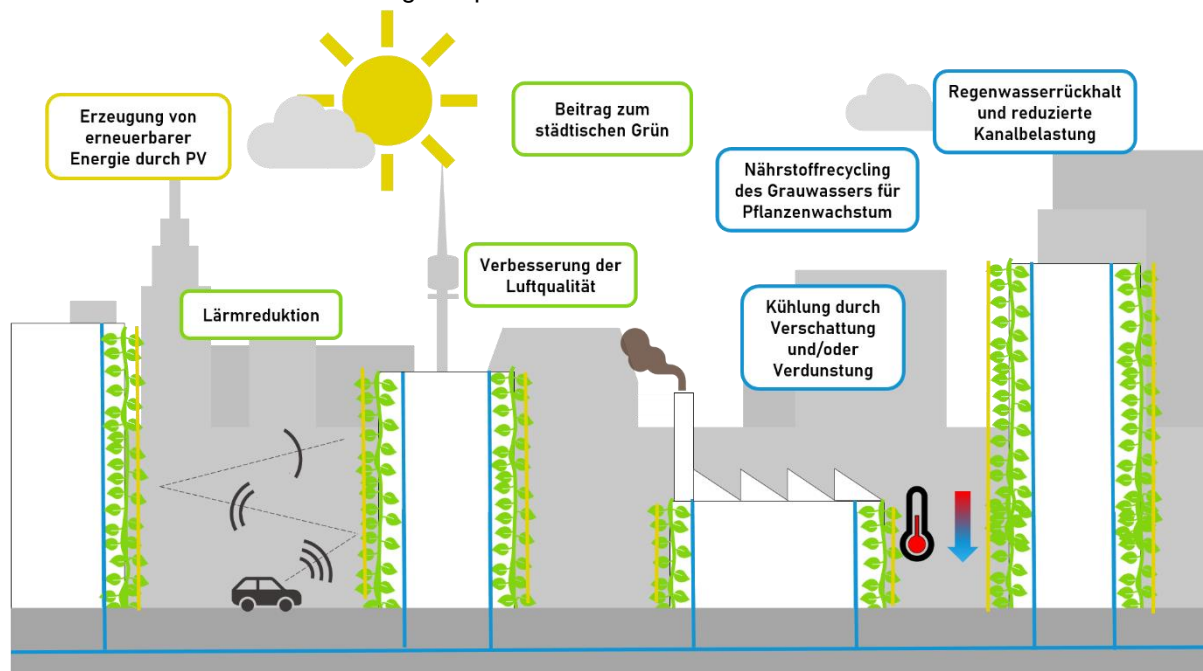 Erzeugung von
erneuerbarer
Energie durch PV
Beitrag zum
städtischen Grün
Regenwasserrückhalt
und reduzierte
Kanalbelastung
Nährstoffrecycling
des Grauwassers für
Pflanzenwachstum
Verbesserung der
Luftqualität
Lärmreduktion
Kühlung durch
Verschattung
und/oder
Verdunstung